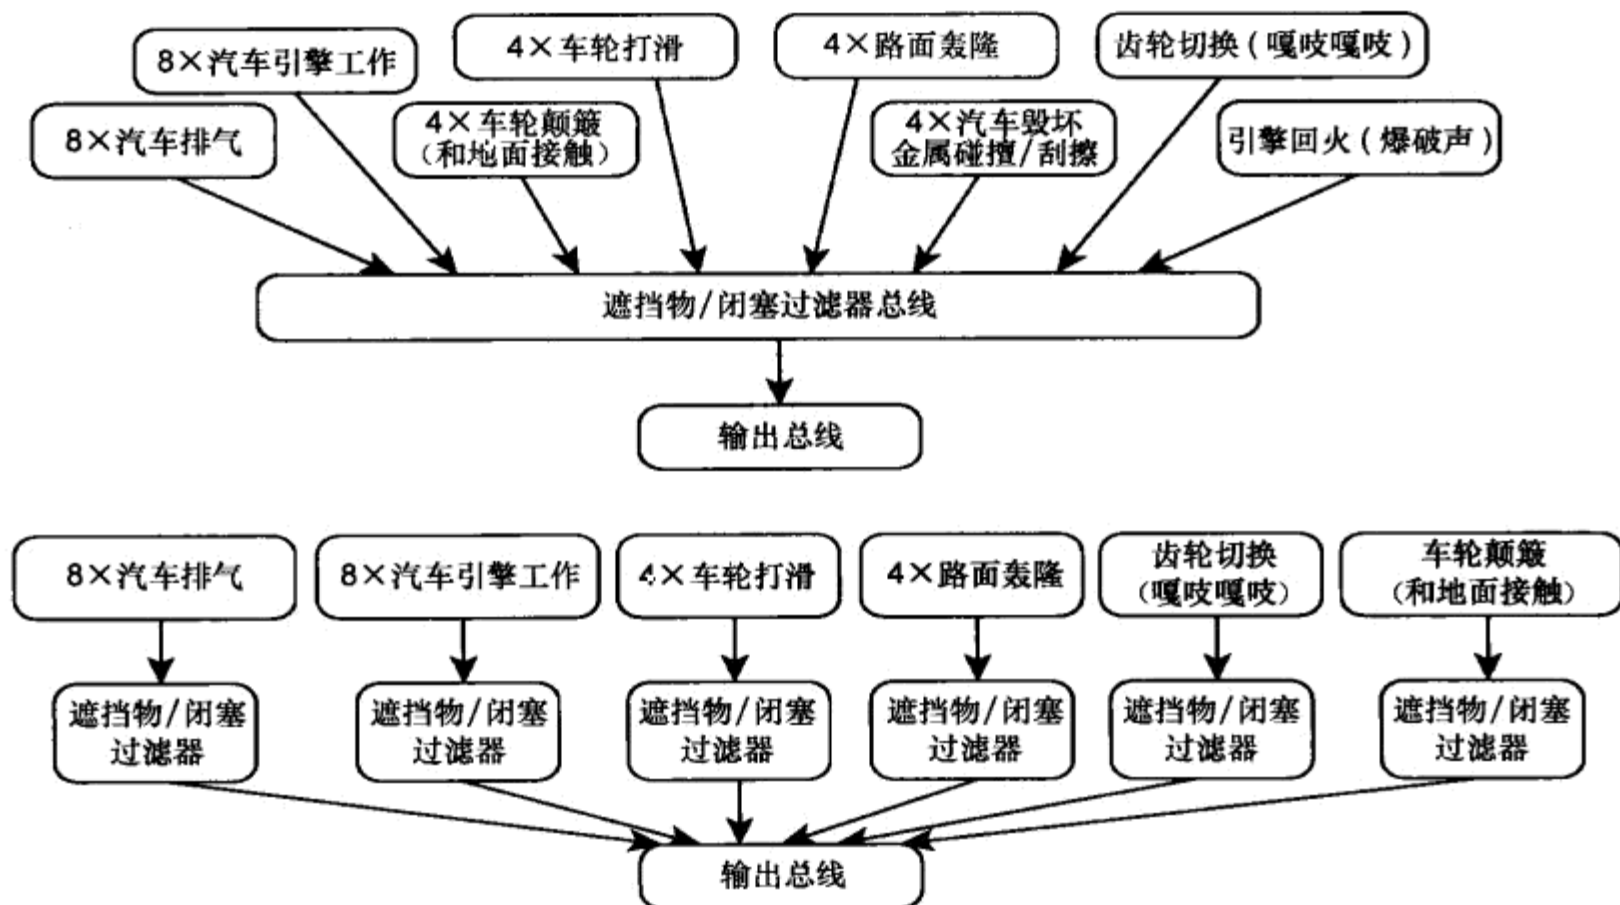 8×汽车引擎工作
4×车轮打滑
4×路面轰隆
齿轮切换(嘎吱嘎吱)
8×汽车排气
4×车轮颠簸
(和地面接触)
4×汽车毁坏
金属碰擅/刮擦
引擎回火(爆破声)
遮挡物/闭塞过滤器总线
输出总线
8×汽车排气
8×汽车引擎工作
4×车轮打滑
4×路面轰隆
齿轮切换
(嘎吱嘎吱)
车轮颠簸
(和地面接触)
遮挡物/闭塞
过滤器
遮挡物/闭塞
过滤器
遮挡物/闭塞
过滤器
遮挡物/闭塞
过滤器
遮挡物/闭塞
过滤器
遮挡物/闭塞
过滤器
输出总线